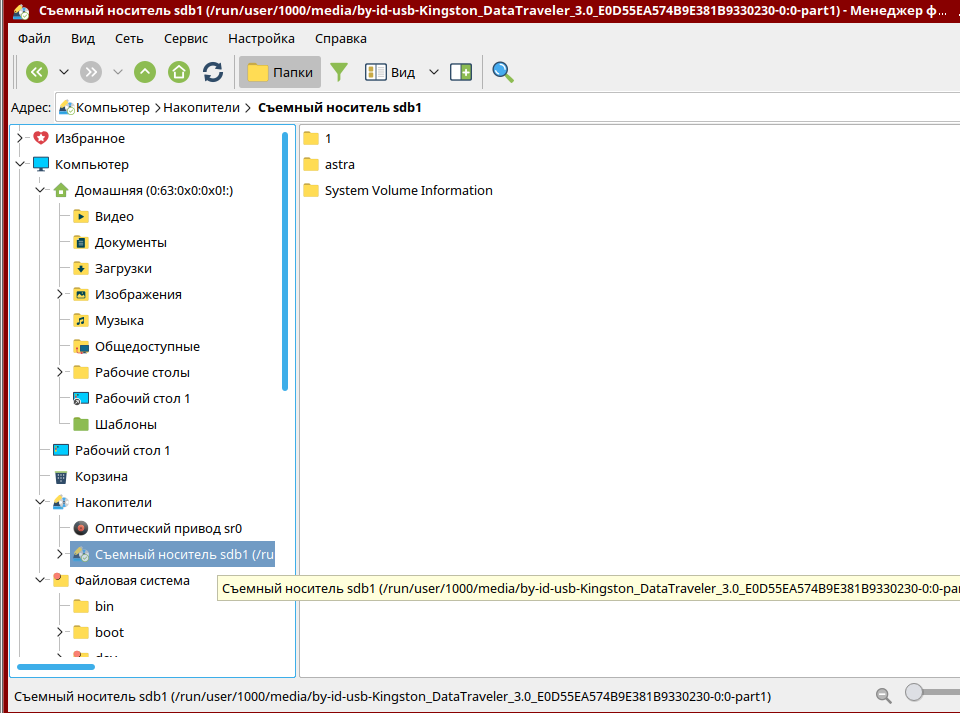 Съемный носитель sdb1 (/run/user/1000/media/by-id-usb-Kingston_DataTraveler_3.0_E0D55EA574B9E381B9330230-0:0-part1) - Менеджер ф...
Файл Вид Сеть Сервис Настройка Справка
Папки Вид
Адрес: Компьютер Накопители Съемный носитель sdb1
Избранное
Компьютер
Домашняя (0:63:0x0:0x0!:)
Видео
Документы
Загрузки
Изображения
Музыка
Общедоступные
Рабочие столы
Рабочий стол 1
Шаблоны
Рабочий стол 1
Корзина
Накопители
Оптический привод sr0
Съемный носитель sdb1 (/ru
Файловая система
bin
boot
1
astra
System Volume Information
Съемный носитель sdb1 (/run/user/1000/media/by-id-usb-Kingston_DataTraveler_3.0_E0D55EA574B9E381B9330230-0:0-par
Съемный носитель sdb1 (/run/user/1000/media/by-id-usb-Kingston_DataTraveler_3.0_E0D55EA574B9E381B9330230-0:0-part1)